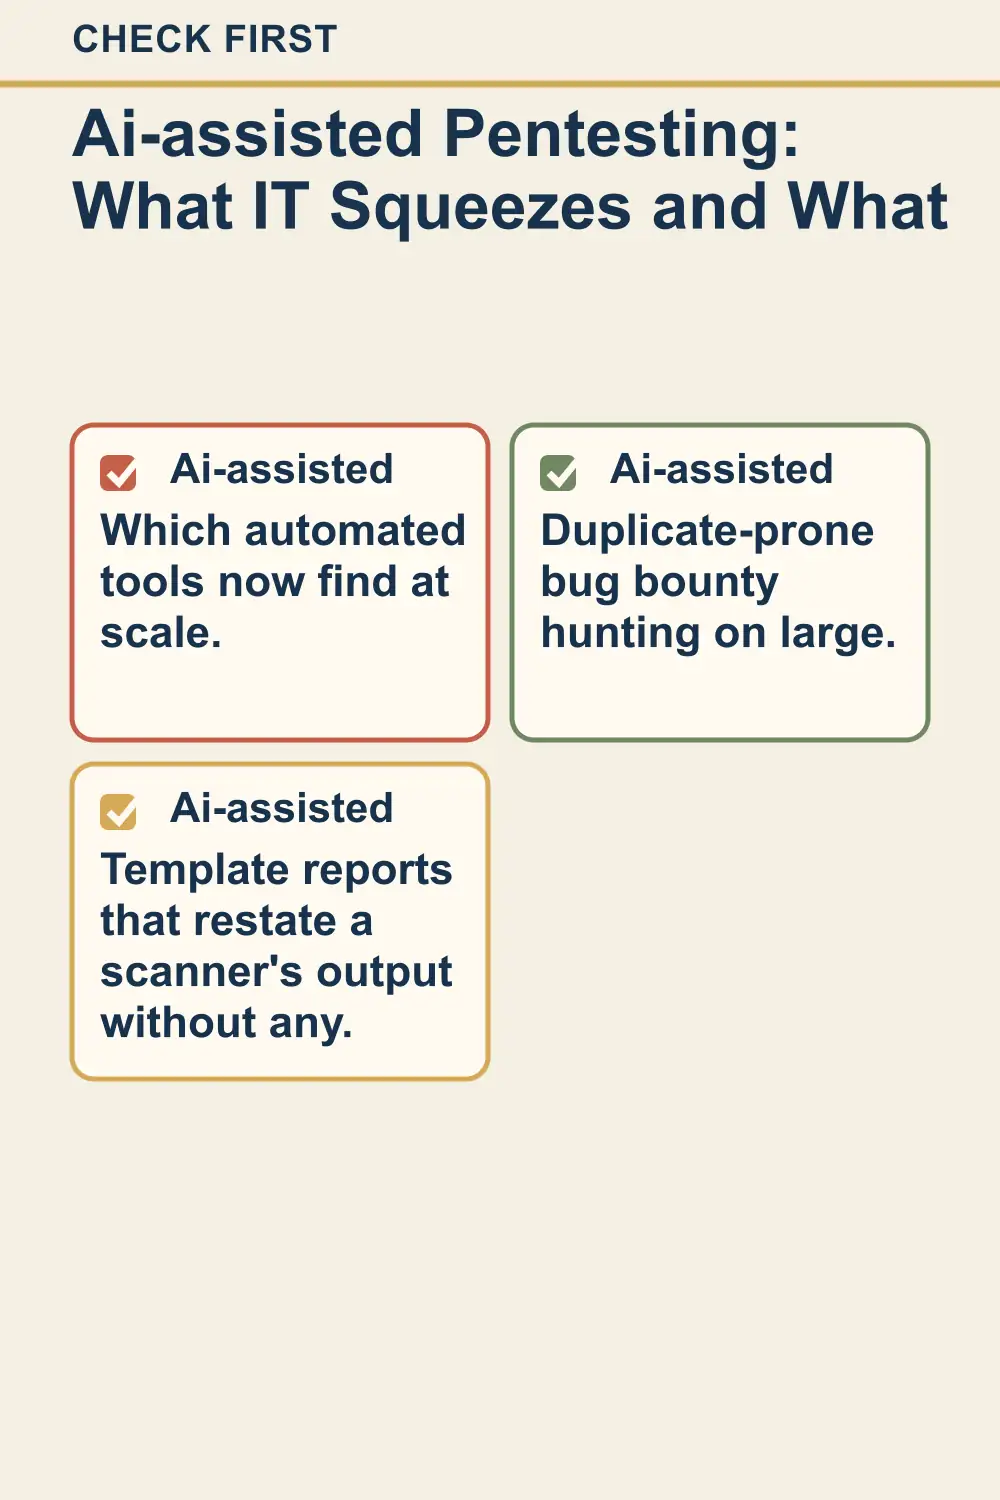 CHECK FIRST
Ai-assisted Pentesting:
What IT Squeezes and What
Ai-assisted
Which automated
tools now find at
scale.
Ai-assisted
Duplicate-prone
bug bounty
hunting on large.
Ai-assisted
Template reports
that restate a
scanner's output
without any.